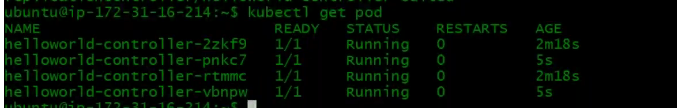 ubuntu@ip-172-31-16-214:~$ kubectl get pod
NAME READY STATUS RESTARTS AGE
helloworld-controller-2zkf9 1/1 Running 0 2m18s
helloworld-controller-pnkc7 1/1 Running 0 5s
helloworld-controller-rtmmc 1/1 Running 0 2m18s
helloworld-controller-vbnpw 1/1 Running 0 5s
ubuntu@ip-172-31-16-214:~$